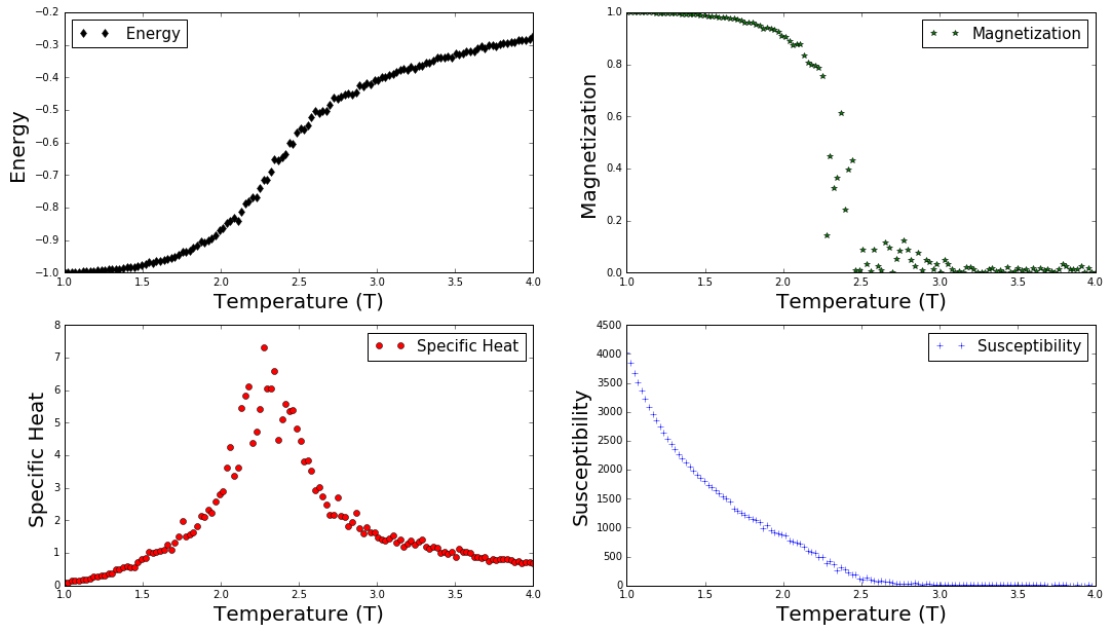 Energy
−0.2
−0.3
−0.4
−0.5
−0.6
−0.7
−0.8
−0.9
−1.0
1.0 1.5 2.0 2.5 3.0 3.5 4.0
Temperature (T)
Energy
Magnetization
1.0
0.8
0.6
0.4
0.2
0.0
1.0 1.5 2.0 2.5 3.0 3.5 4.0
Temperature (T)
Magnetization
Specific Heat
8
7
6
5
4
3
2
1
0
1.0 1.5 2.0 2.5 3.0 3.5 4.0
Temperature (T)
Specific Heat
Susceptibility
4500
4000
3500
3000
2500
2000
1500
1000
500
0
1.0 1.5 2.0 2.5 3.0 3.5 4.0
Temperature (T)
Susceptibility